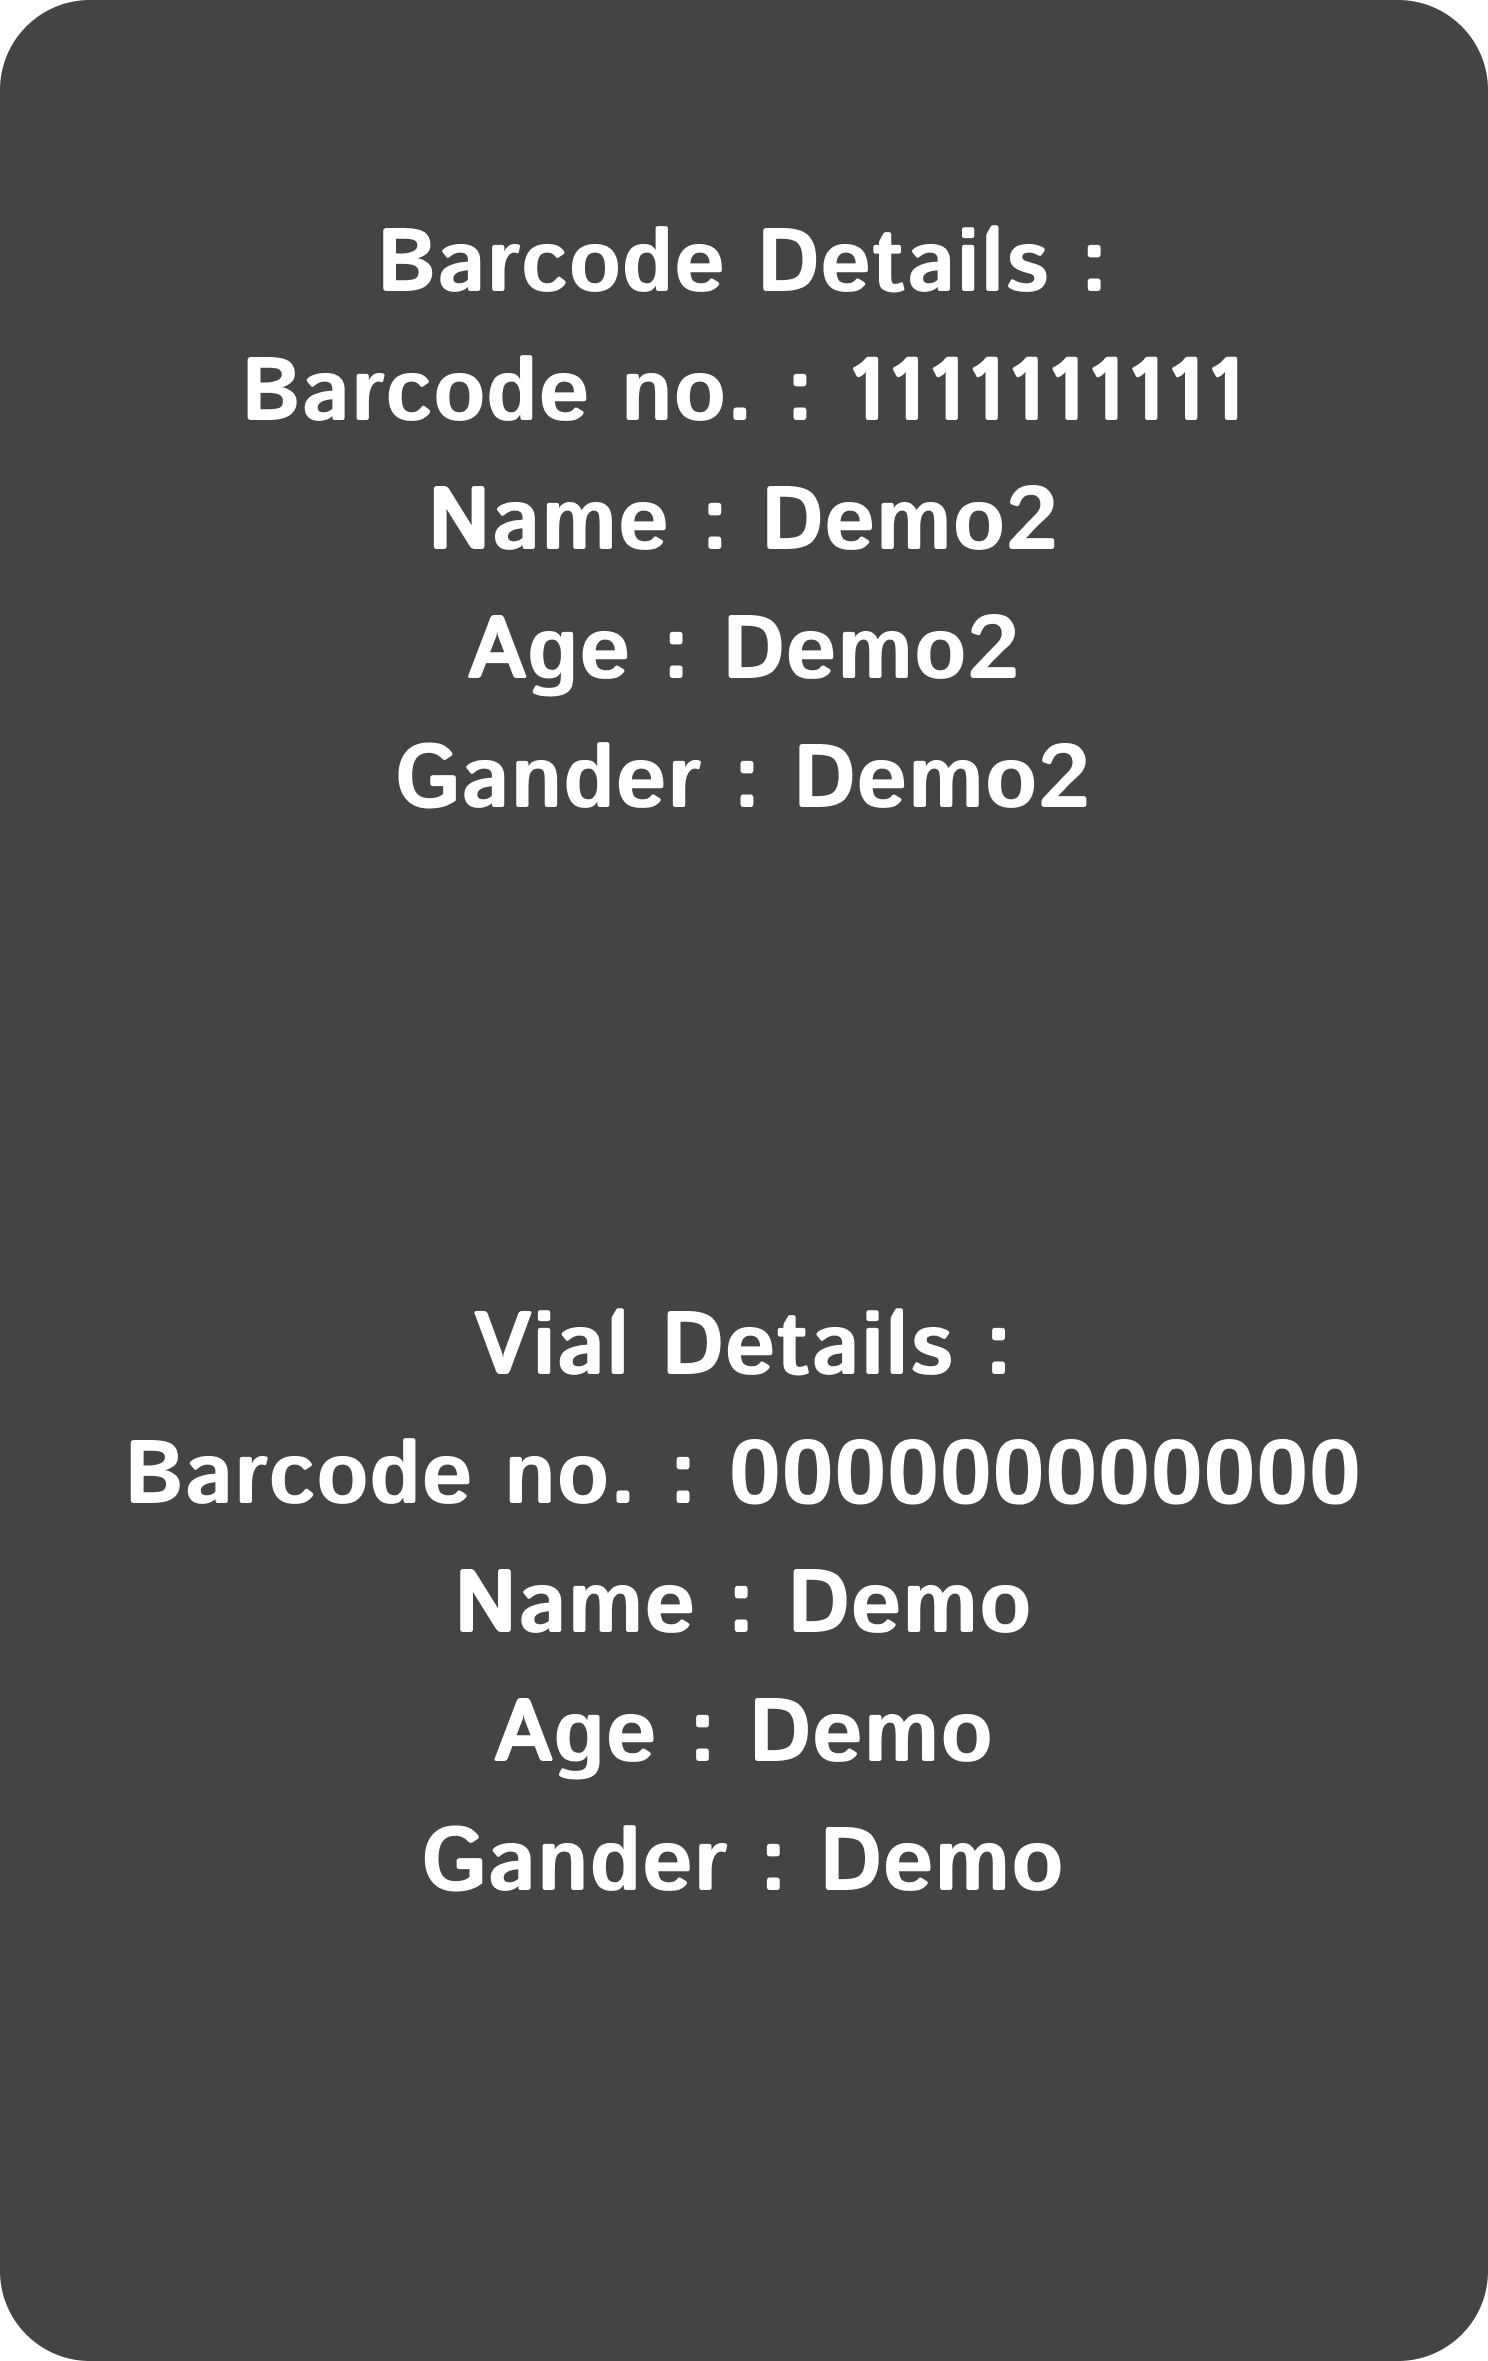 Barcode Details :
Barcode no. : 1111111111
Name : Demo2
Age : Demo2
Gander : Demo2
Vial Details :
Barcode no. : 000000000000
Name : Demo
Age : Demo
Gander : Demo